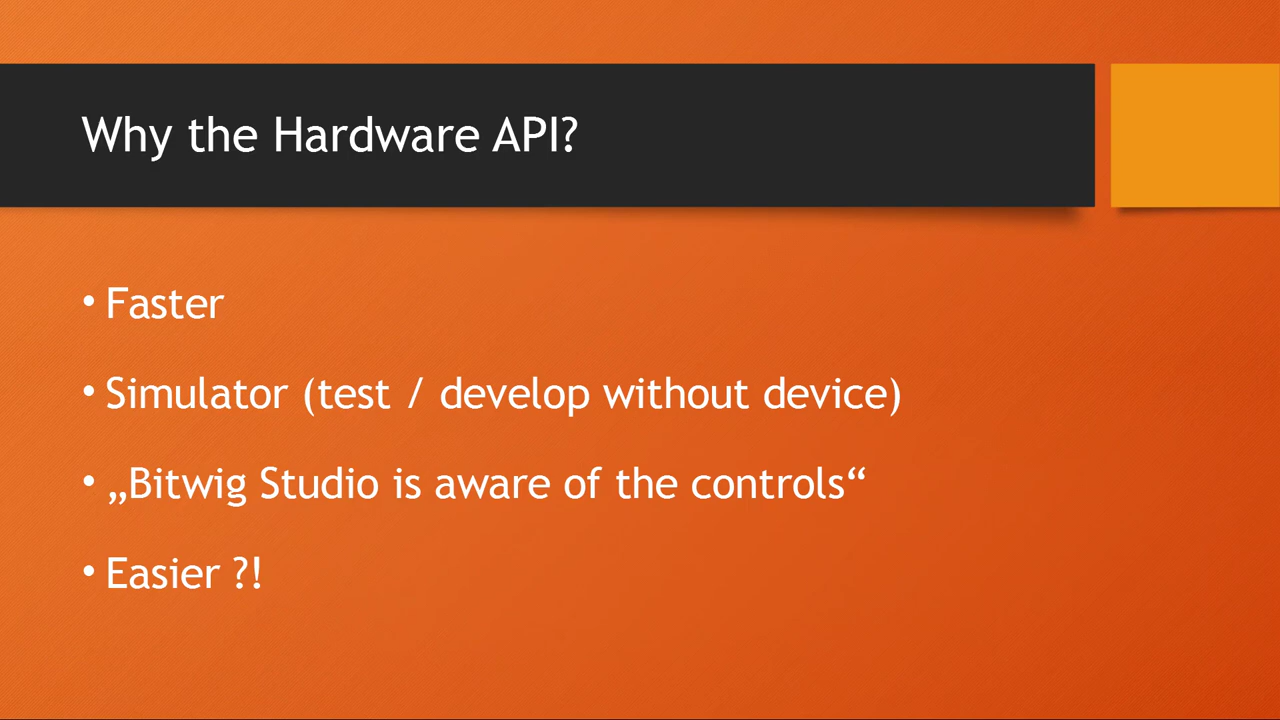 Why the Hardware API?
• Faster
• Simulator (test / develop without device)
• „Bitwig Studio is aware of the controls“
• Easier ?!